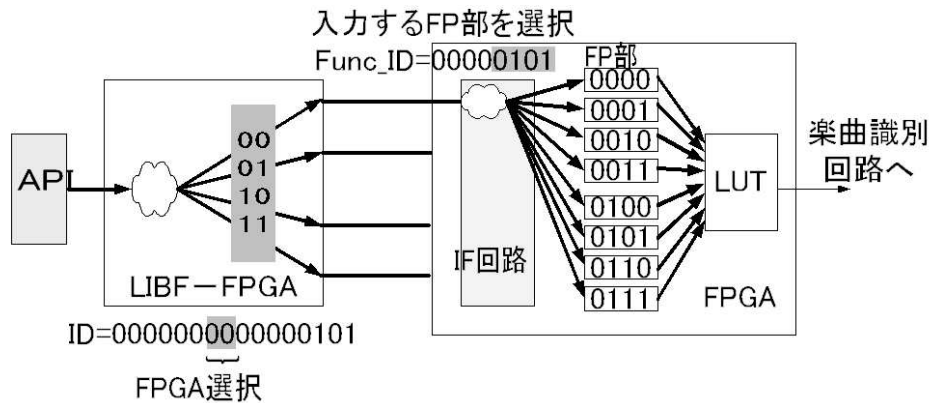 入力するFP部を選択
Func_ID=00000101
FP部
0000
0001
0010
0011
0100
0101
0110
0111
00
01
10
11
API
LUT
楽曲識別
回路へ
IF回路
LIBF－FPGA
FPGA
ID=0000000000000101
FPGA選択